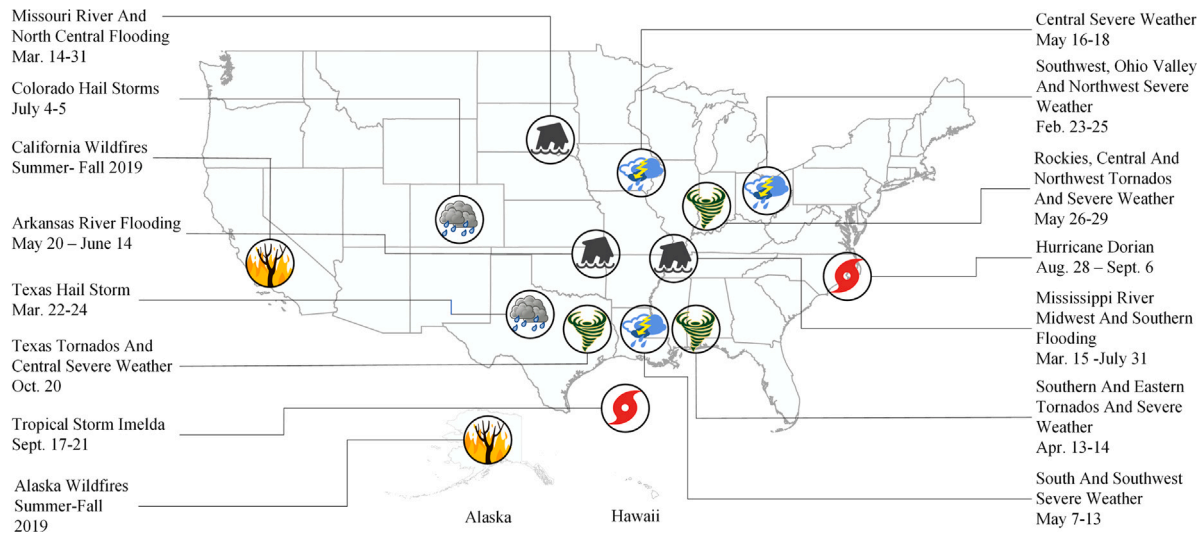 Missouri River And
North Central Flooding
Mar. 14-31
Colorado Hail Storms
July 4-5
California Wildfires
Summer- Fall 2019
Arkansas River Flooding
May 20 – June 14
Texas Hail Storm
Mar. 22-24
Texas Tornados And
Central Severe Weather
Oct. 20
Tropical Storm Imelda
Sept. 17-21
Alaska Wildfires
Summer-Fall
2019
Alaska
Hawaii
Central Severe Weather
May 16-18
Southwest, Ohio Valley
And Northwest Severe
Weather
Feb. 23-25
Rockies, Central And
Northwest Tornados
And Severe Weather
May 26-29
Hurricane Dorian
Aug. 28 – Sept. 6
Mississippi River
Midwest And Southern
Flooding
Mar. 15 -July 31
Southern And Eastern
Tornados And Severe
Weather
Apr. 13-14
South And Southwest
Severe Weather
May 7-13